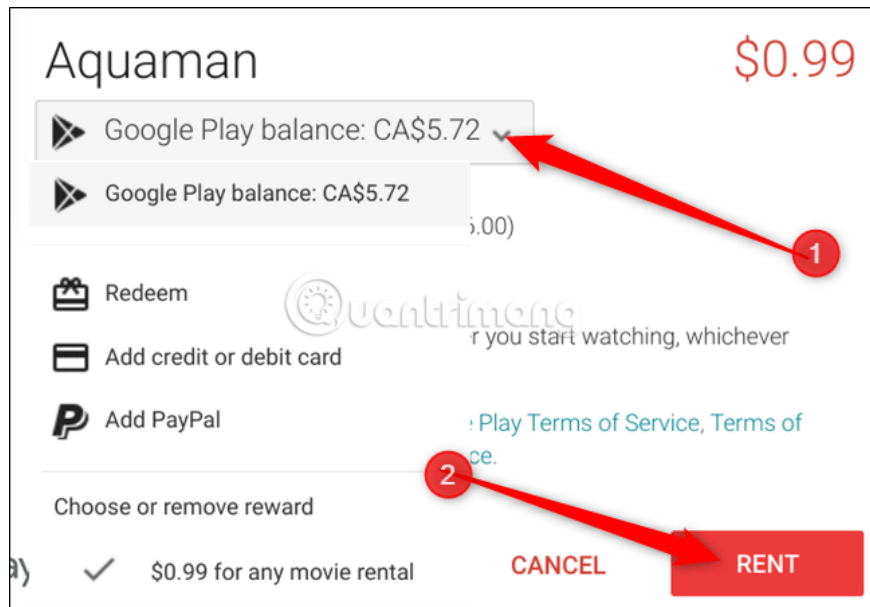 Aquaman
$0.99
Google Play balance: CA$5.72
Google Play balance: CA$5.72
.00)
1
Redeem
Quantrimang
r you start watching, whichever
Add credit or debit card
Add PayPal
Play Terms of Service, Terms of
ce.
2
Choose or remove reward
$0.99 for any movie rental
CANCEL
RENT